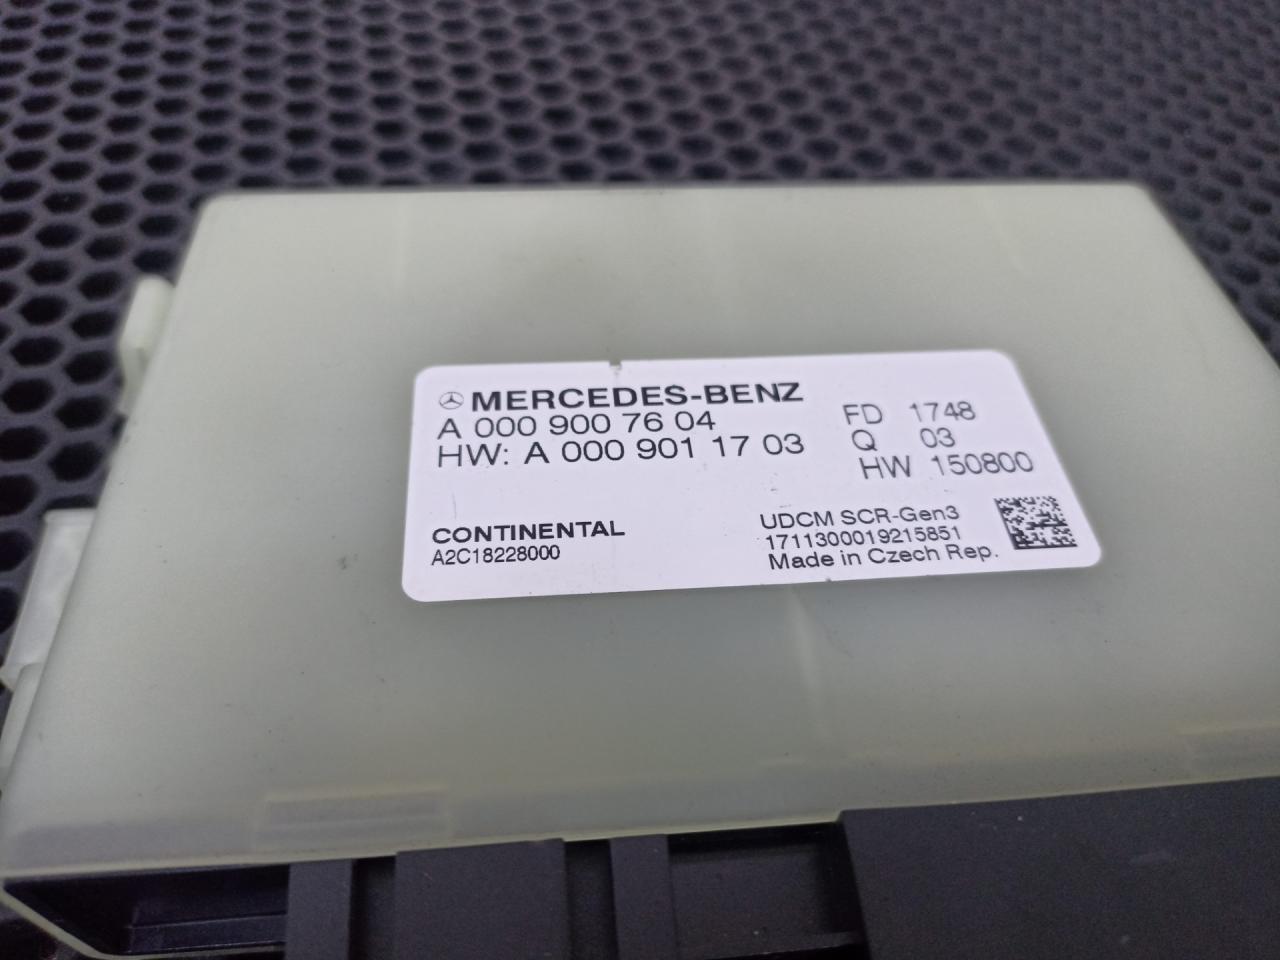 MERCEDES-BENZ
A 000 900 76 04
HW: A 000 901 17 03
FD 1748
Q 03
HW 150800
CONTINENTAL
A2C18228000
UDCM SCR-Gen3
1711300019215851
Made in Czech Rep.